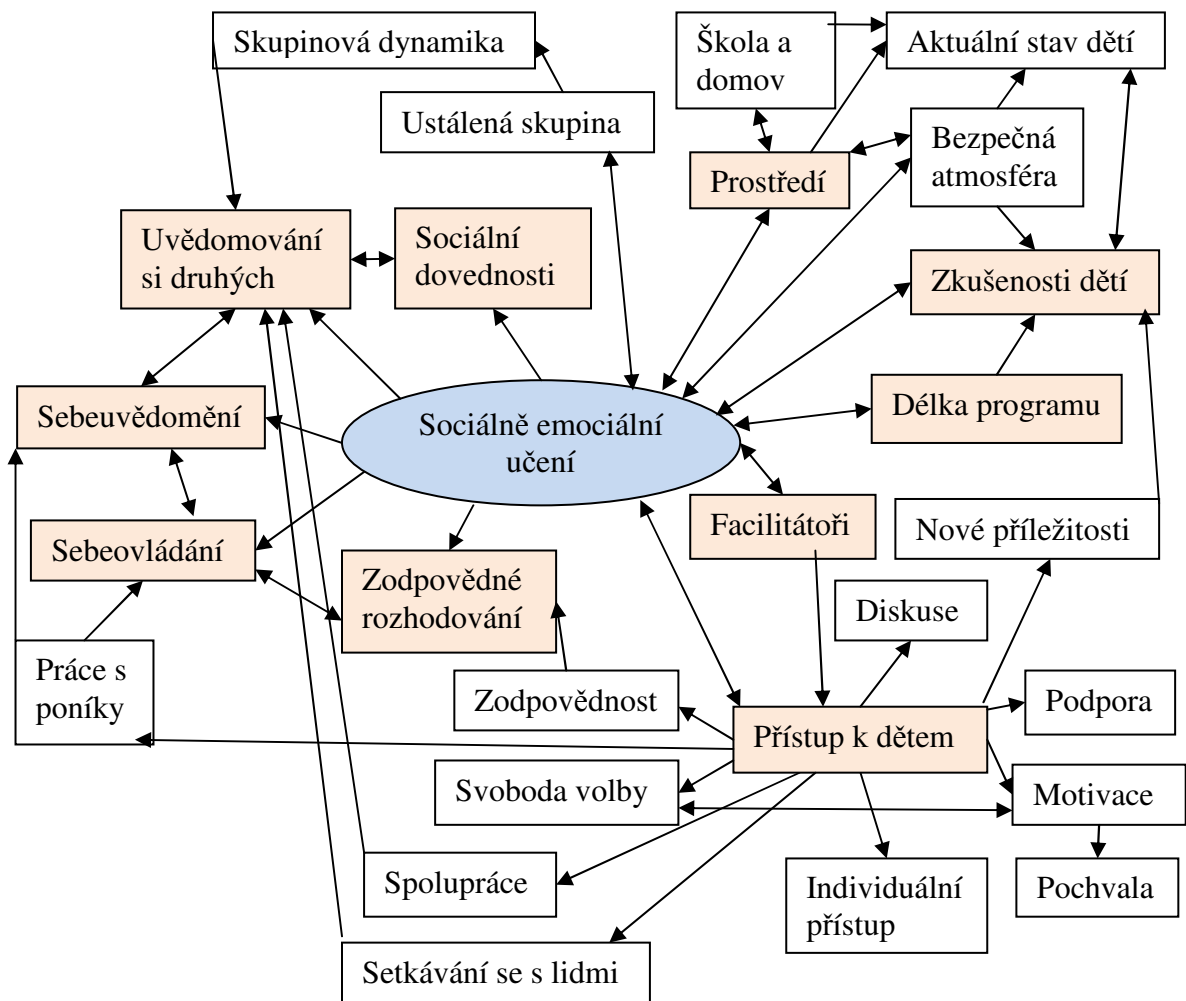 Skupinová dynamika
Škola a
domov
Aktuální stav dětí
Ustálená skupina
Bezpečná
atmosféra
Prostředí
Uvědomování
si druhých
Sociální
dovednosti
Zkušenosti dětí
Sebeuvědomění
Sociálně emociální
učení
Délka programu
Sebeovládání
Facilitátoři
Nové příležitosti
Zodpovědné
rozhodování
Diskuse
Práce s
poníky
Zodpovědnost
Podpora
Přístup k dětem
Svoboda volby
Motivace
Spolupráce
Individuální
přístup
Pochvala
Setkávání se s lidmi